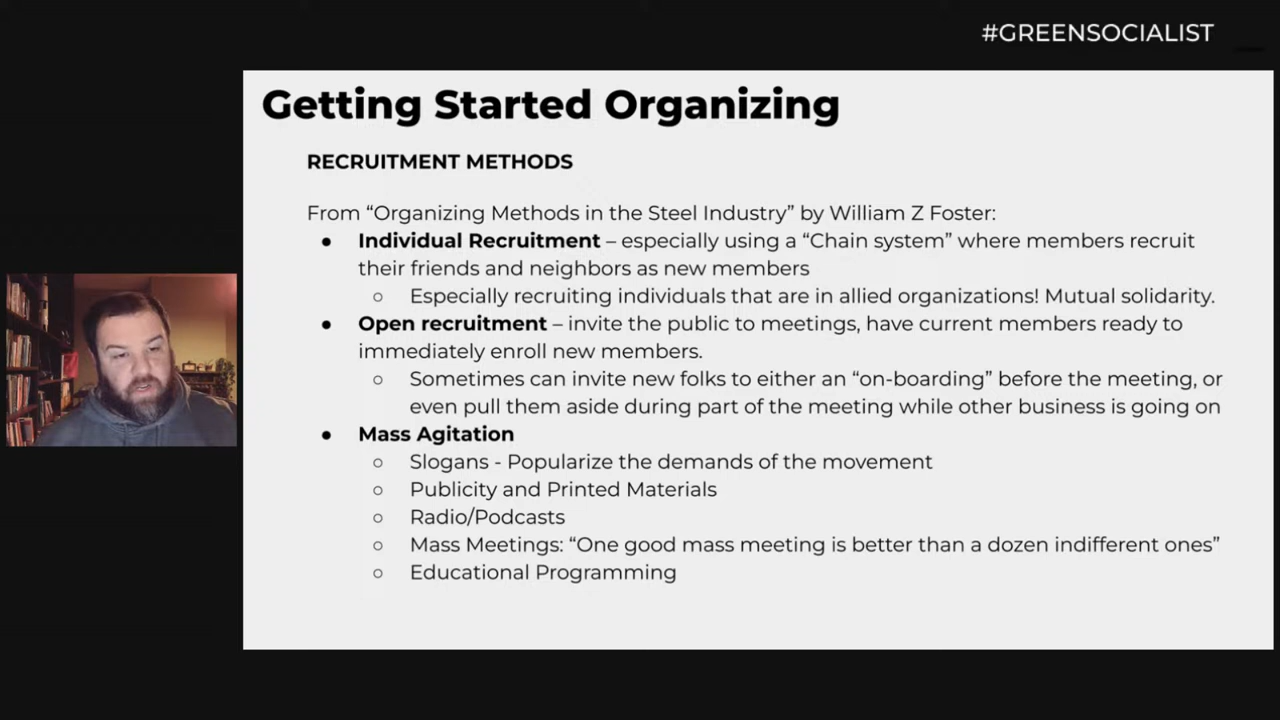 #GREENSOCIALIST
Getting Started Organizing
RECRUITMENT METHODS
From “Organizing Methods in the Steel Industry” by William Z Foster:
● Individual Recruitment – especially using a “Chain system” where members recruit
their friends and neighbors as new members
○ Especially recruiting individuals that are in allied organizations! Mutual solidarity.
● Open recruitment – invite the public to meetings, have current members ready to
immediately enroll new members.
○ Sometimes can invite new folks to either an “on-boarding” before the meeting, or
even pull them aside during part of the meeting while other business is going on
● Mass Agitation
○ Slogans - Popularize the demands of the movement
○ Publicity and Printed Materials
○ Radio/Podcasts
○ Mass Meetings: “One good mass meeting is better than a dozen indifferent ones”
○ Educational Programming